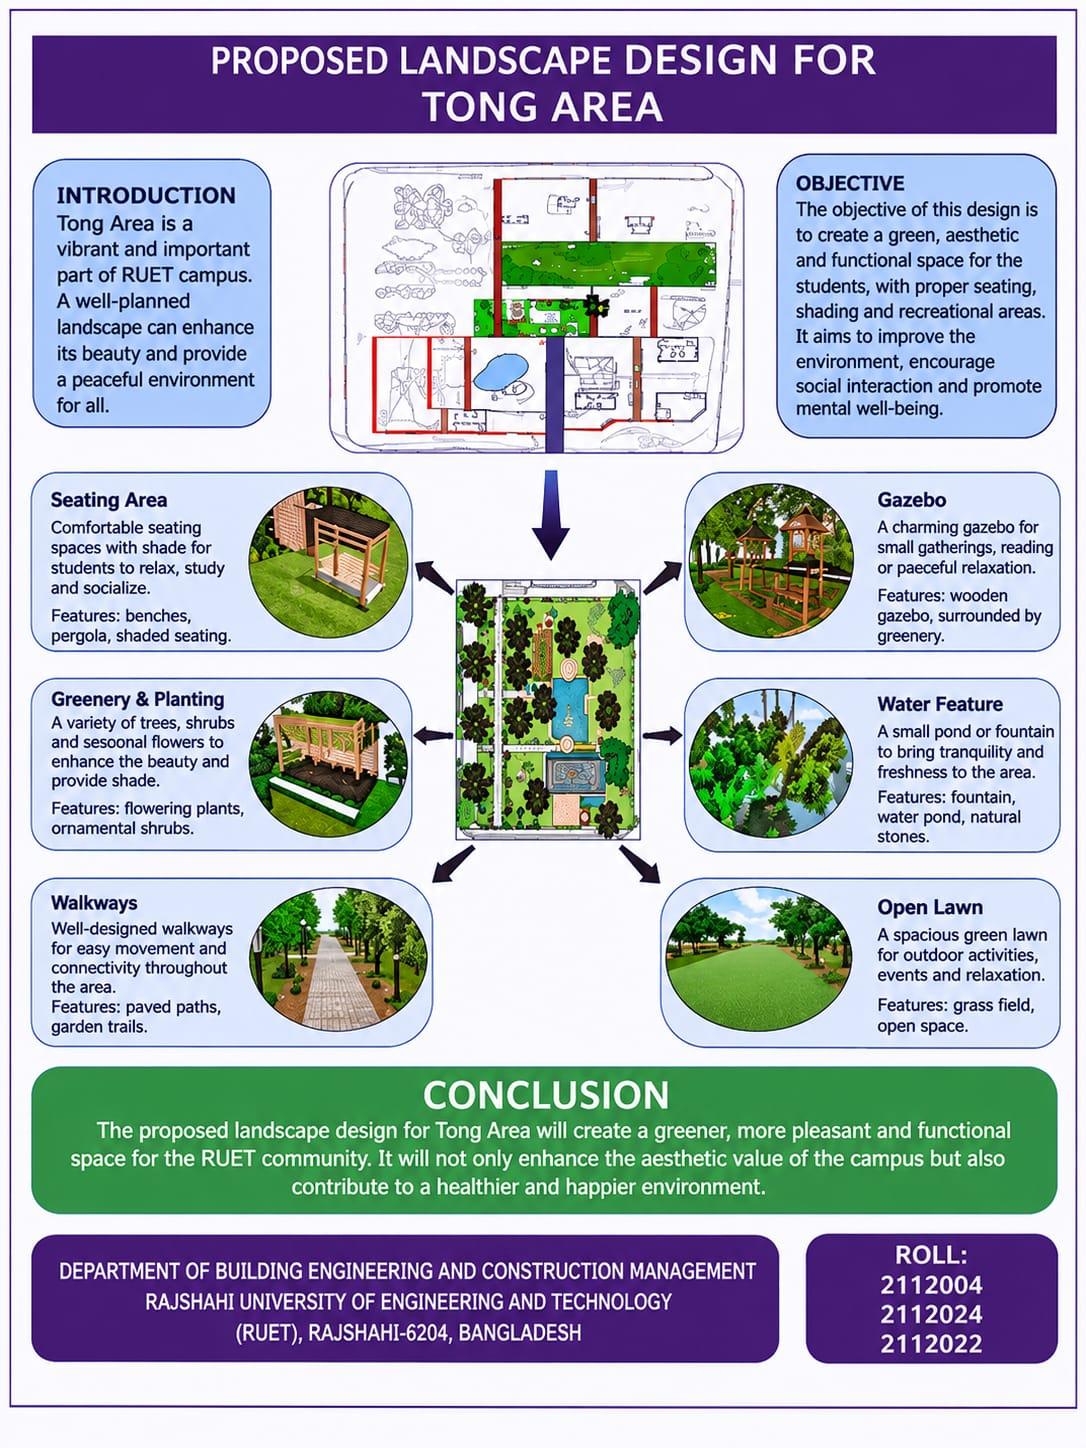 PROPOSED LANDSCAPE DESIGN FOR
TONG AREA
INTRODUCTION
Tong Area is a
vibrant and important
part of RUET campus.
A well-planned
landscape can enhance
its beauty and provide
a peaceful environment
for all.
OBJECTIVE
The objective of this design is
to create a green, aesthetic
and functional space for the
students, with proper seating,
shading and recreational areas.
It aims to improve the
environment, encourage
social interaction and promote
mental well-being.
Seating Area
Comfortable seating
spaces with shade for
students to relax, study
and socialize.
Features: benches,
pergola, shaded seating.
Gazebo
A charming gazebo for
small gatherings, reading
or paeceful relaxation.
Features: wooden
gazebo, surrounded by
greenery.
Greenery & Planting
A variety of trees, shrubs
and sesoonal flowers to
enhance the beauty and
provide shade.
Features: flowering plants,
ornamental shrubs.
Water Feature
A small pond or fountain
to bring tranquility and
freshness to the area.
Features: fountain,
water pond, natural
stones.
Walkways
Well-designed walkways
for easy movement and
connectivity throughout
the area.
Features: paved paths,
garden trails.
Open Lawn
A spacious green lawn
for outdoor activities,
events and relaxation.
Features: grass field,
open space.
CONCLUSION
The proposed landscape design for Tong Area will create a greener, more pleasant and functional
space for the RUET community. It will not only enhance the aesthetic value of the campus but also
contribute to a healthier and happier environment.
DEPARTMENT OF BUILDING ENGINEERING AND CONSTRUCTION MANAGEMENT
RAJSHAHI UNIVERSITY OF ENGINEERING AND TECHNOLOGY
(RUET), RAJSHAHI-6204, BANGLADESH
ROLL:
2112004
2112024
2112022